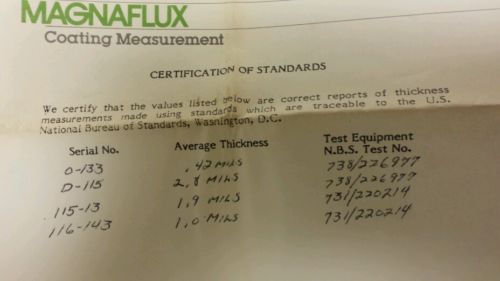 MAGNAFLUX
Coating Measurement
CERTIFICATION OF STANDARDS
We certify that the values listed below are correct reports of thickness
measurements made using standards which are traceable to the U.S.
National Bureau of Standards, Washington, D.C.
Serial No. Average Thickness Test Equipment
N.B.S. Test No.
0-133 .42 MILS 738/226977
D-115 2.8 MILS 738/226977
115-13 1.9 MILS 731/220214
116-143 1.0 MILS 731/220214